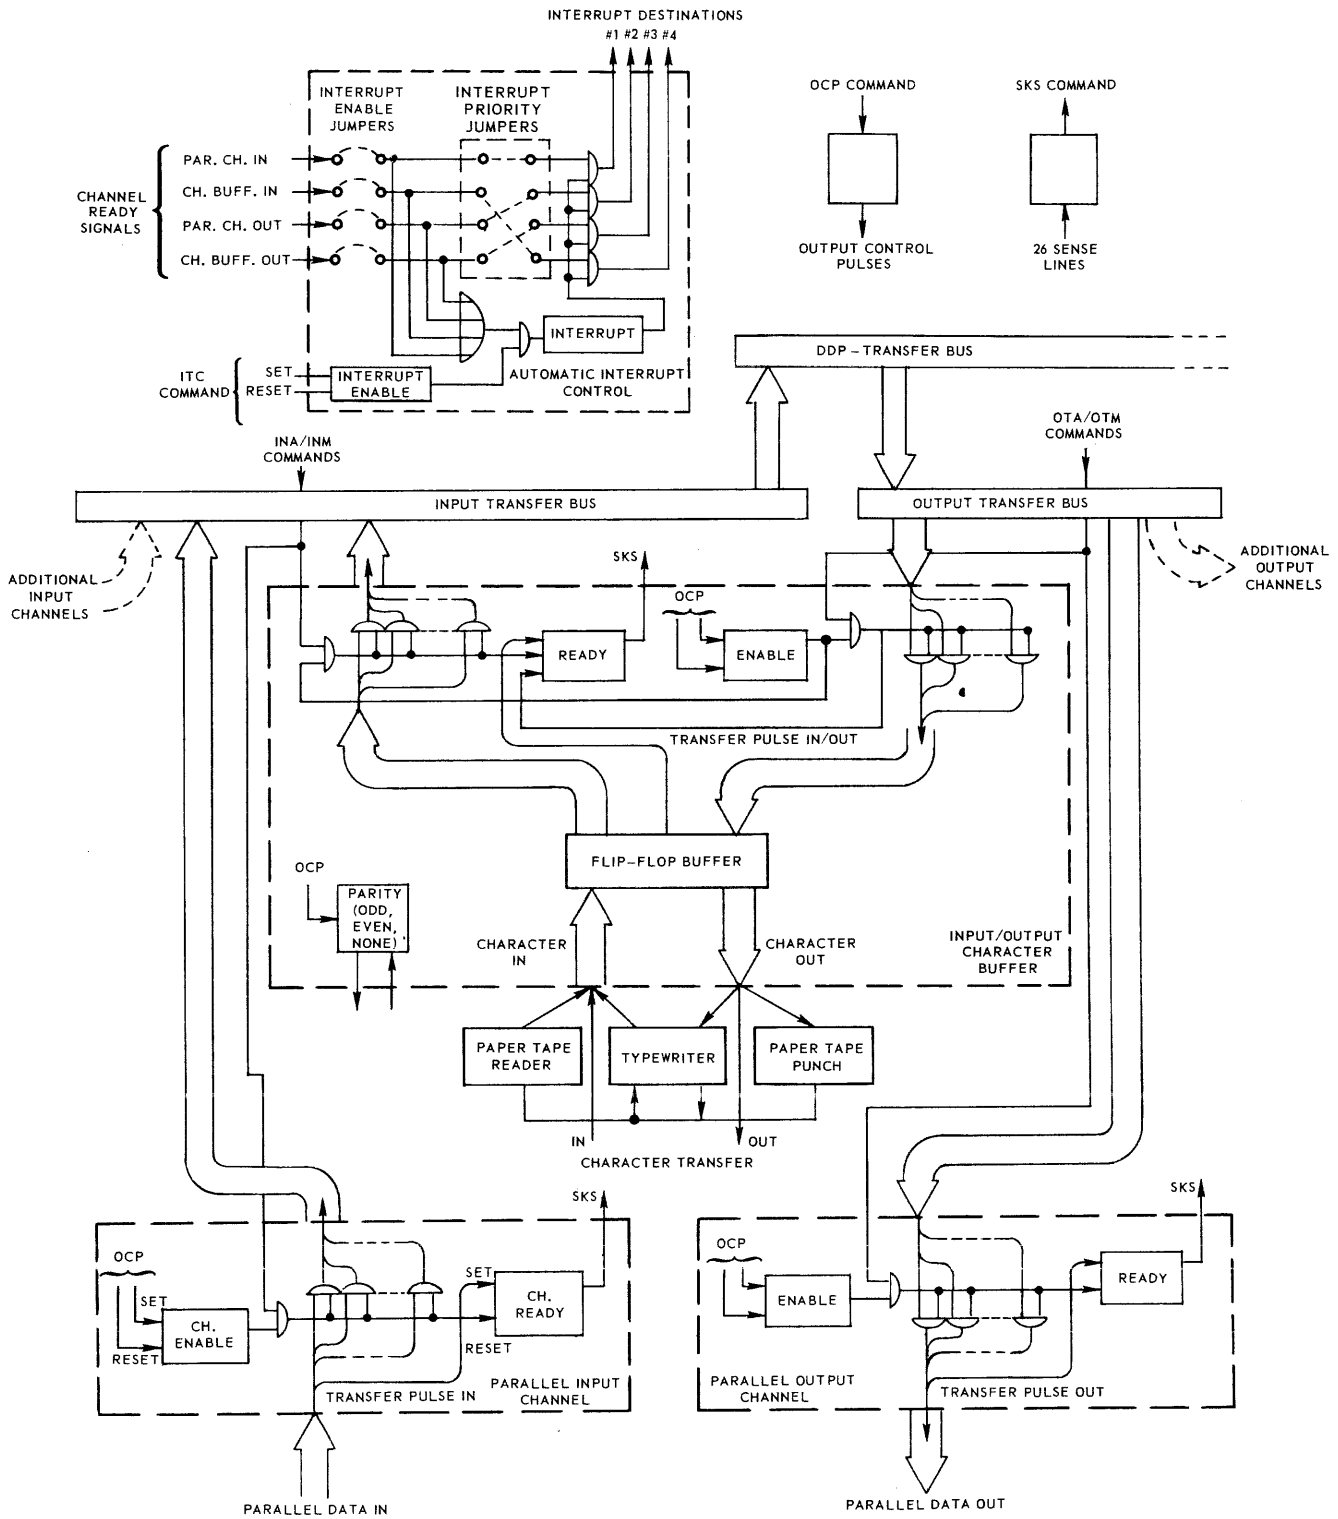 INTERRUPT DESTINATIONS
#1 #2 #3 #4
INTERRUPT
ENABLE
JUMPERS
INTERRUPT
PRIORITY
JUMPERS
OCP COMMAND
SKS COMMAND
CHANNEL
READY
SIGNALS
PAR. CH. IN
CH. BUFF. IN
PAR. CH. OUT
CH. BUFF. OUT
OUTPUT CONTROL
PULSES
26 SENSE
LINES
INTERRUPT
ITC
COMMAND
SET
RESET
INTERRUPT
ENABLE
AUTOMATIC INTERRUPT
CONTROL
DDP-TRANSFER BUS
INA/INM
COMMANDS
OTA/OTM
COMMANDS
INPUT TRANSFER BUS
OUTPUT TRANSFER BUS
ADDITIONAL
INPUT
CHANNELS
ADDITIONAL
OUTPUT
CHANNELS
SKS
OCP
READY
ENABLE
TRANSFER PULSE IN/OUT
FLIP-FLOP BUFFER
OCP
PARITY
(ODD,
EVEN,
NONE)
CHARACTER
IN
CHARACTER
OUT
INPUT/OUTPUT
CHARACTER
BUFFER
PAPER TAPE
READER
TYPEWRITER
PAPER TAPE
PUNCH
IN
OUT
CHARACTER TRANSFER
SKS
OCP
SET
RESET
CH.
ENABLE
SET
RESET
CH.
READY
TRANSFER PULSE IN
PARALLEL INPUT
CHANNEL
PARALLEL DATA IN
SKS
OCP
ENABLE
READY
PARALLEL OUTPUT
CHANNEL
TRANSFER PULSE OUT
PARALLEL DATA OUT